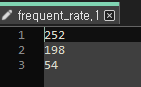 frequent_rate, 1
1 252
2 198
3 54